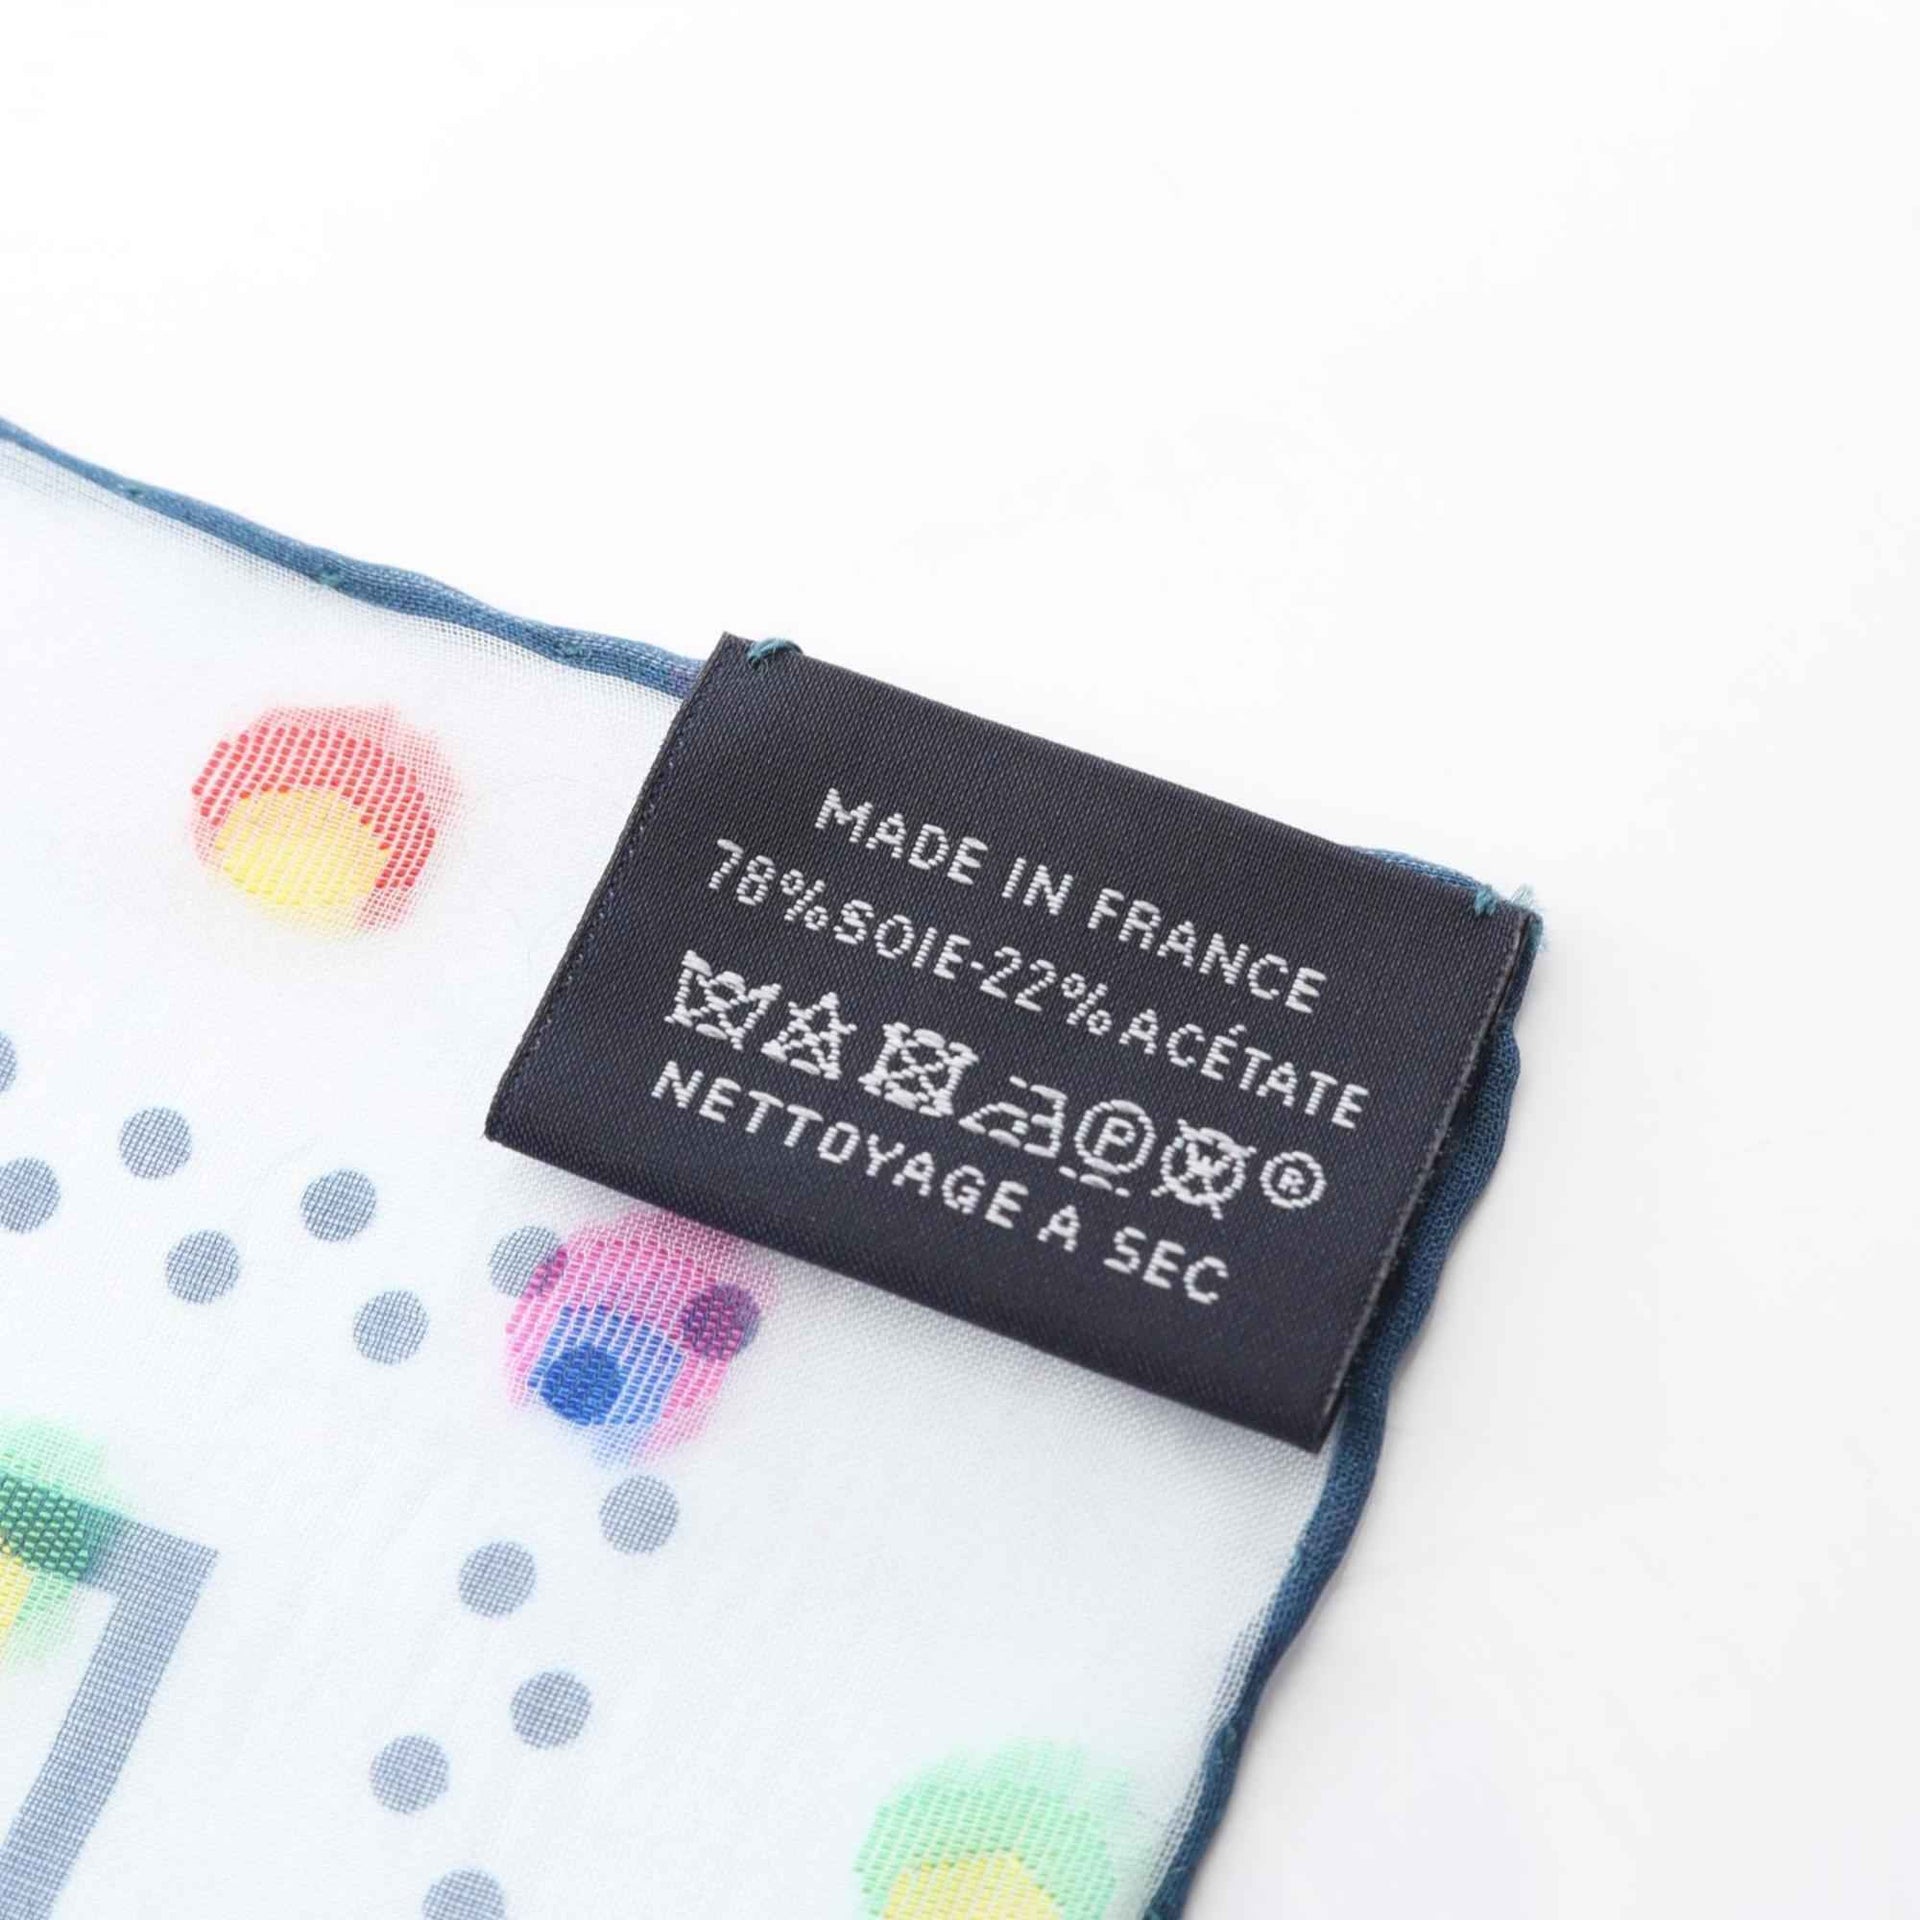 MADE IN FRANCE
78%SOIE-22%ACÉTATE
P W ®
NETTOYAGE A SEC